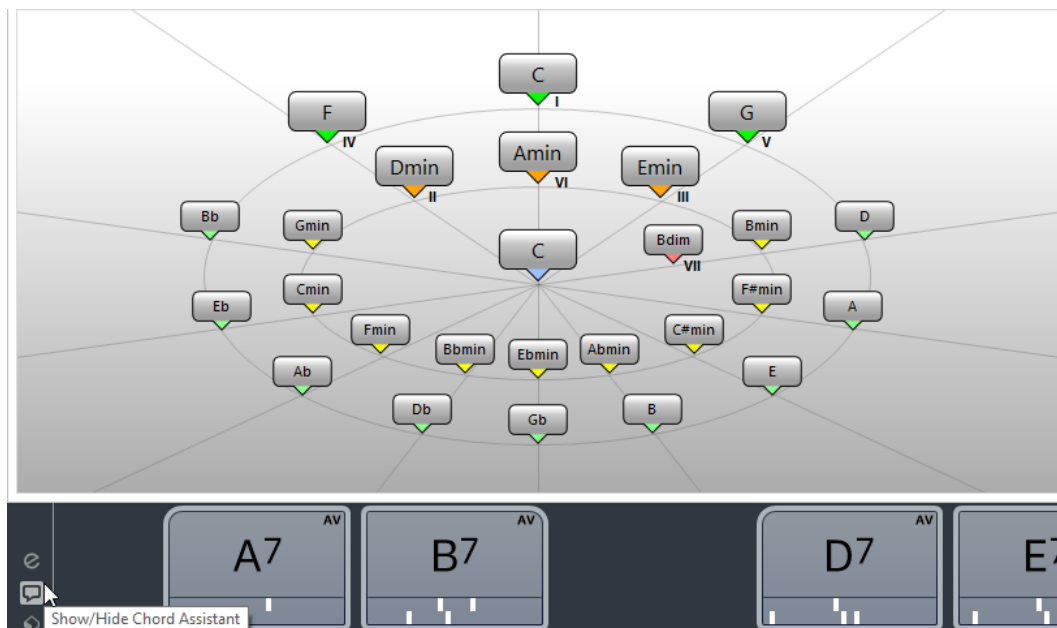 C
I
F
IV
G
V
Amin
VI
Dmin
II
Emin
III
Bb
Gmin
C
Bdim
VII
Bmin
D
Eb
Cmin
F#min
A
Fmin
C#min
Bbmin
Ebmin
Abmin
Ab
E
Db
Gb
B
AV
A7
AV
B7
AV
D7
E7
Show/Hide Chord Assistant